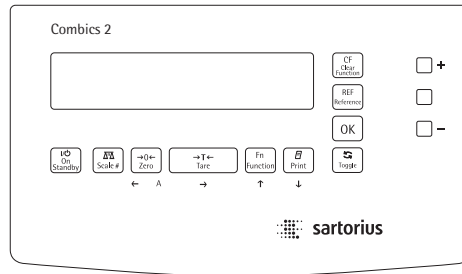 Combics 2
CF
Clear
Function
+
REF
Reference
OK
−
I/⏻
On
Standby
Scale #
→0←
Zero
→T←
Tare
Fn
Function
Print
Toggle
← A → ↑ ↓
sartorius